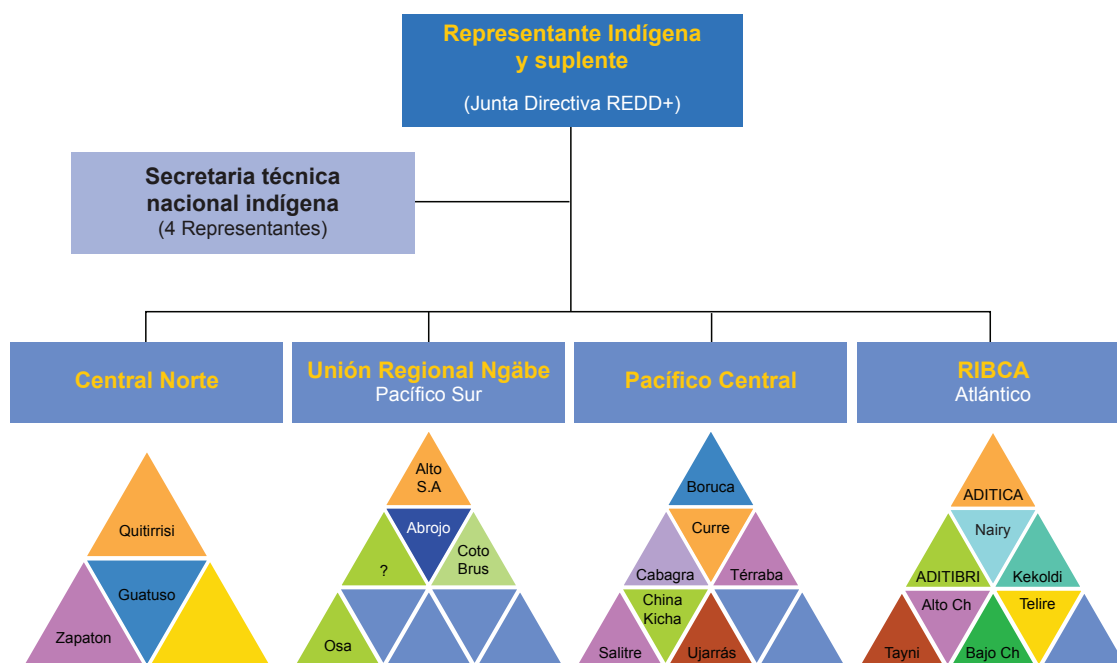 Representante Indígena
y suplente
(Junta Directiva REDD+)
Secretaria técnica
nacional indígena
(4 Representantes)
Central Norte
Unión Regional Ngäbe
Pacífico Sur
Pacífico Central
RIBCA
Atlántico
Quitirrisi
Guatuso
Zapaton
Alto
S.A
Abrojo
?
Coto
Brus
Osa
Boruca
Curre
Cabagra
Térraba
China
Kicha
Salitre
Ujarrás
ADITICA
Nairy
ADITIBRI
Kekoldi
Alto Ch
Telire
Tayni
Bajo Ch